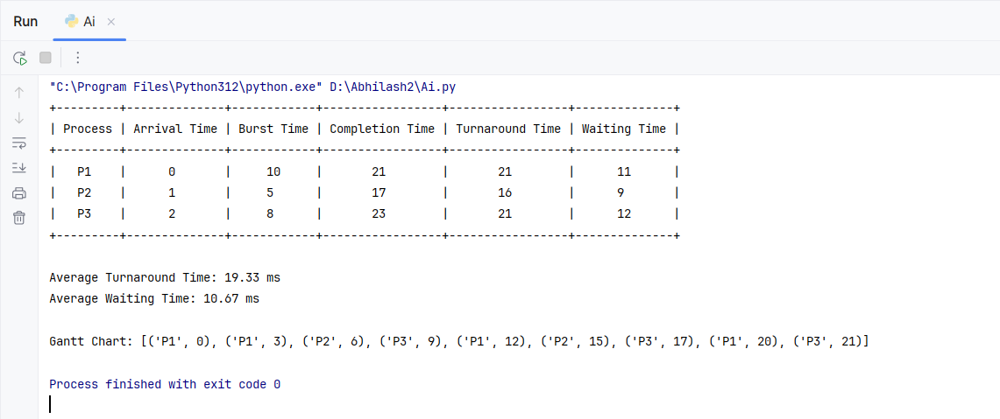 Run Ai
"C:\Program Files\Python312\python.exe" D:\Abhilash2\Ai.py
+---------+--------------+------------+-----------------+-----------------+--------------+
| Process | Arrival Time | Burst Time | Completion Time | Turnaround Time | Waiting Time |
+---------+--------------+------------+-----------------+-----------------+--------------+
|   P1    |      0       |     10     |       21        |       21        |      11      |
|   P2    |      1       |     5      |       17        |       16        |      9       |
|   P3    |      2       |     8      |       23        |       21        |      12      |
+---------+--------------+------------+-----------------+-----------------+--------------+
Average Turnaround Time: 19.33 ms
Average Waiting Time: 10.67 ms
Gantt Chart: [('P1', 0), ('P1', 3), ('P2', 6), ('P3', 9), ('P1', 12), ('P2', 15), ('P3', 17), ('P1', 20), ('P3', 21)]
Process finished with exit code 0